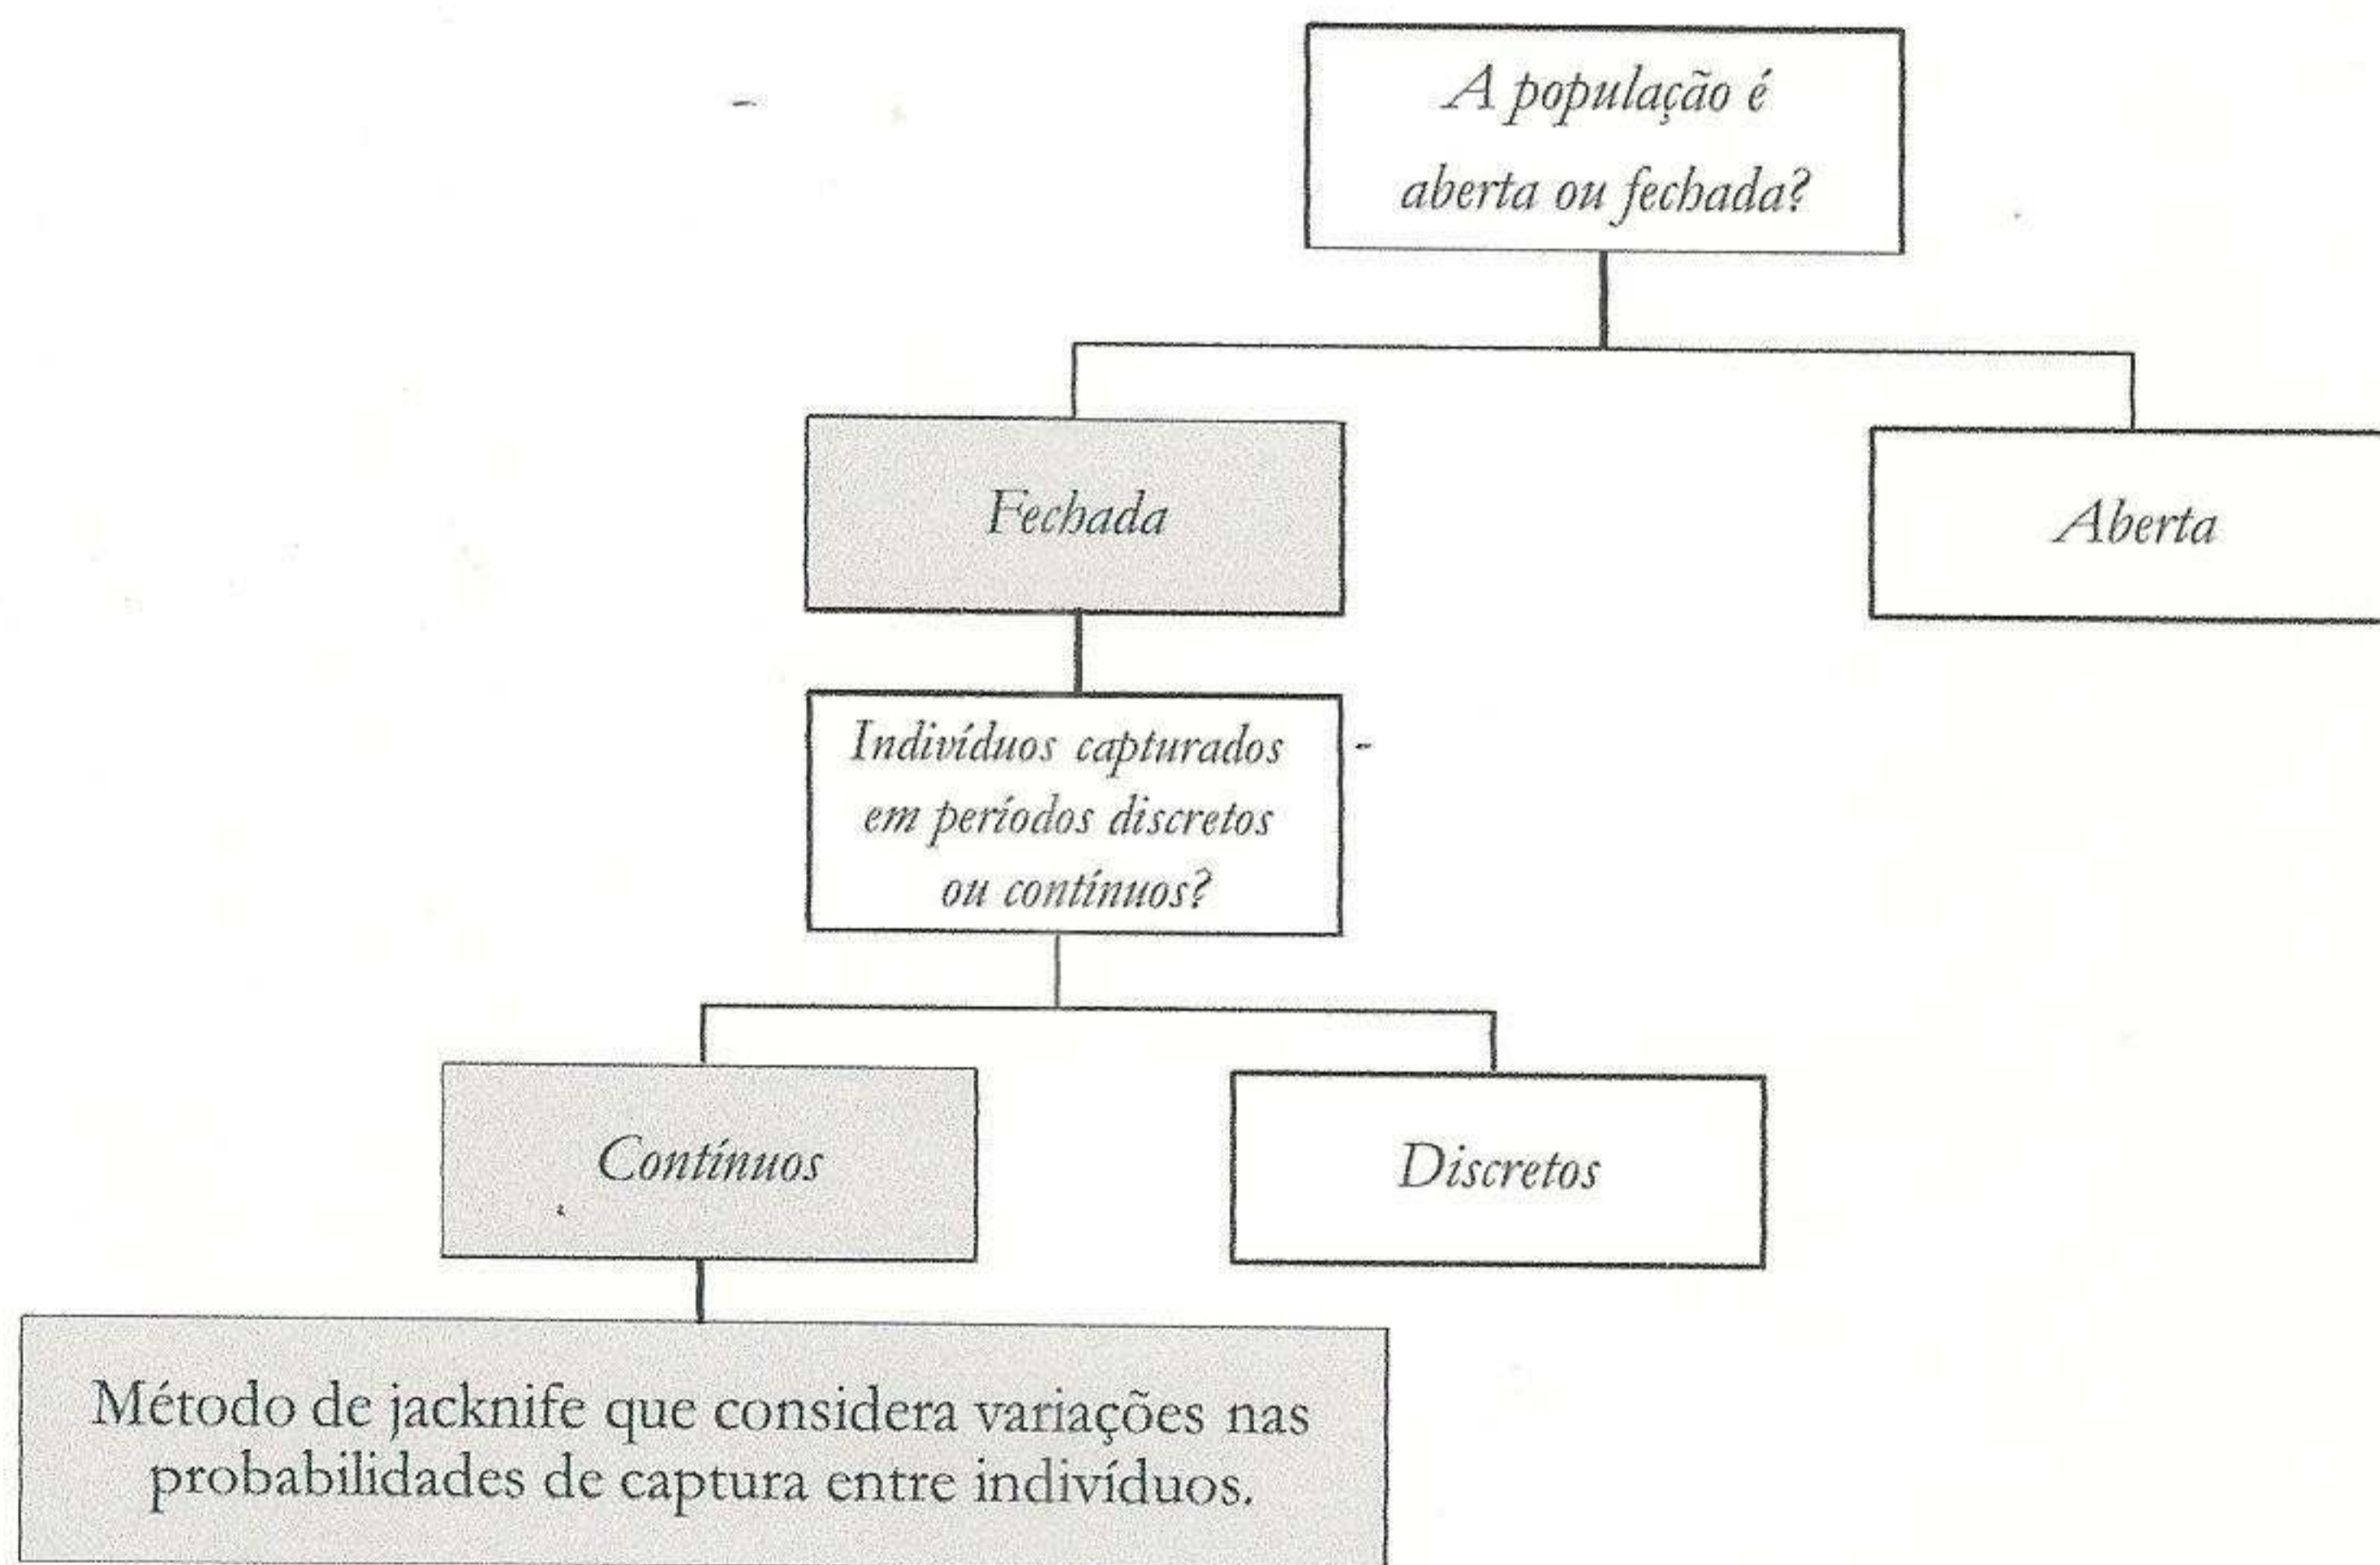 A população é
aberta ou fechada?
Fechada
Aberta
Indivíduos capturados
em períodos discretos
ou contínuos?
Contínuos
Discretos
Método de jacknife que considera variações nas
probabilidades de captura entre indivíduos.